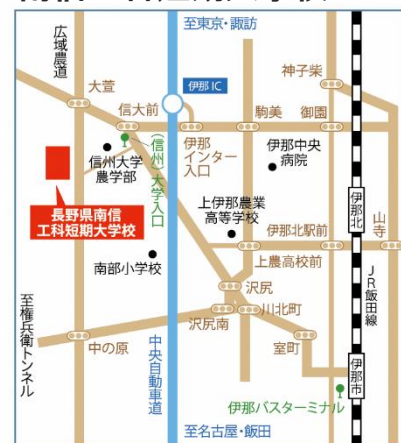 至東京・諏訪
広域農道
神子柴
大萱
伊那IC
信大前
駒美
御園
(信州)大学入口
信州大学
農学部
伊那
インター
入口
伊那中央
病院
長野県南信
工科短期大学校
上伊那農業
高等学校
伊那北
山寺
伊那北駅前
上農高校前
南部小学校
JR飯田線
沢尻
至権兵衛トンネル
沢尻南
川北町
中の原
中央自動車道
室町
伊那市
伊那バスターミナル
至名古屋・飯田